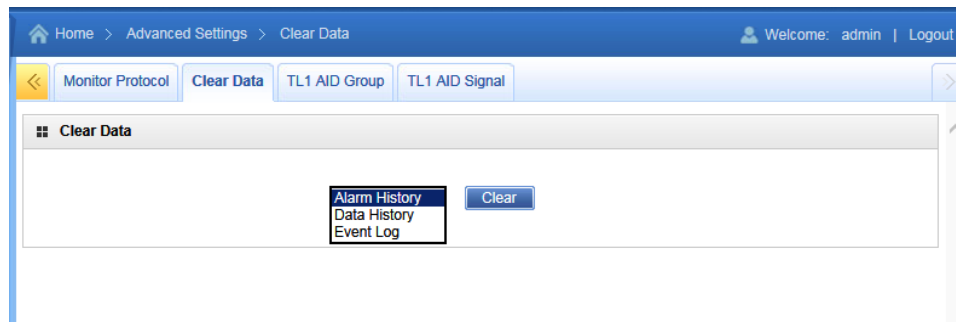 Home > Advanced Settings > Clear Data Welcome: admin | Logout
Monitor Protocol Clear Data TL1 AID Group TL1 AID Signal
Clear Data
Alarm History Clear
Data History
Event Log